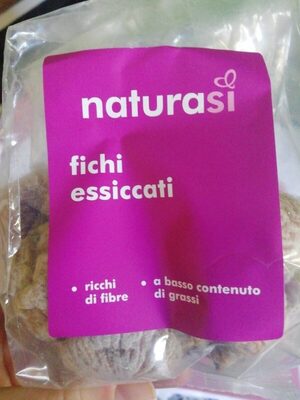 naturasì
fichi
essiccati
• ricchi
di fibre
• a basso contenuto
di grassi